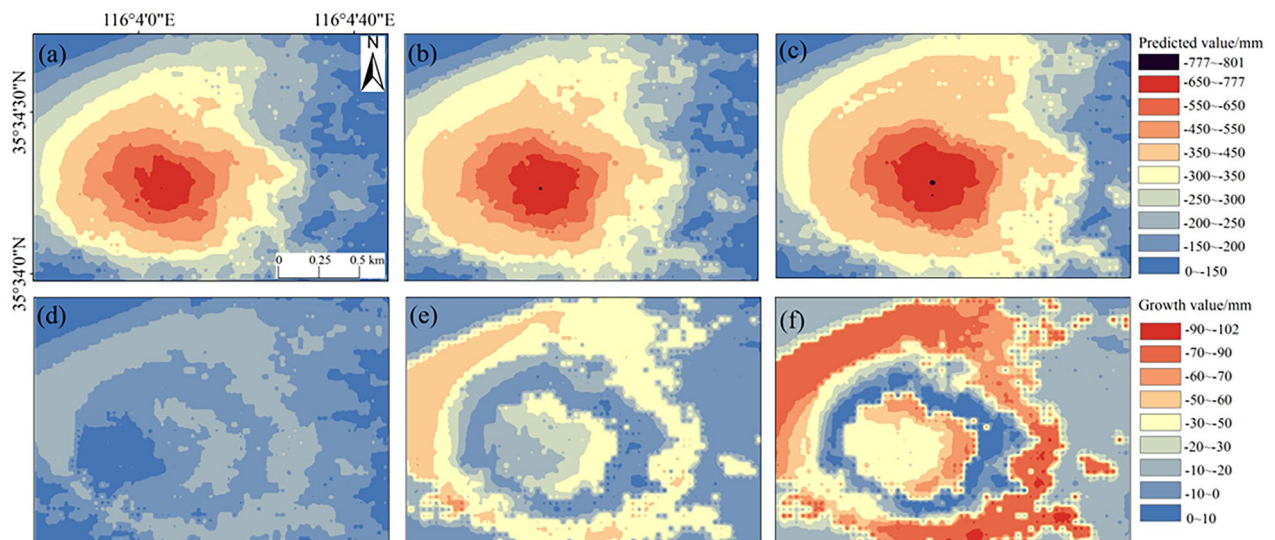 116°4'0"E 116°4'40"E
(a) N (b) (c)
35°34'30"N
35°34'0"N
0 0.25 0.5 km
Predicted value/mm
-777~-801
-650~-777
-550~-650
-450~-550
-350~-450
-300~-350
-250~-300
-200~-250
-150~-200
0~-150
(d) (e) (f)
Growth value/mm
-90~-102
-70~-90
-60~-70
-50~-60
-30~-50
-20~-30
-10~-20
-10~0
0~10